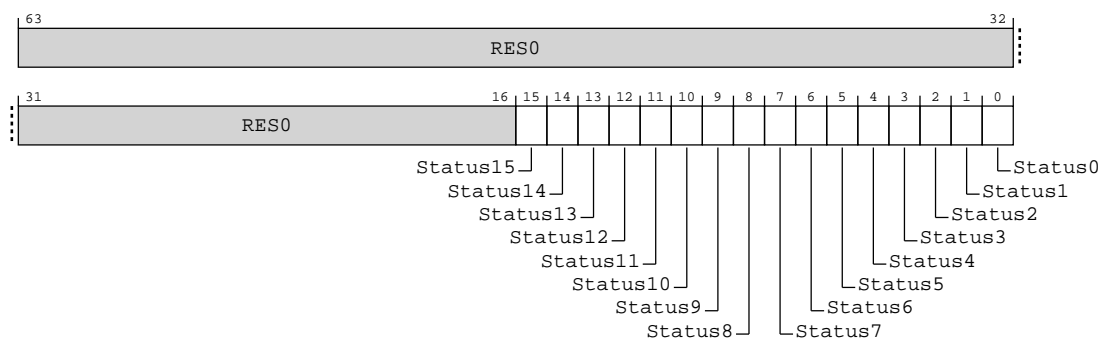 63 32
RES0
31 16 15 14 13 12 11 10 9 8 7 6 5 4 3 2 1 0
RES0
Status15 Status0
Status14 Status1
Status13 Status2
Status12 Status3
Status11 Status4
Status10 Status5
Status9 Status6
Status8 Status7